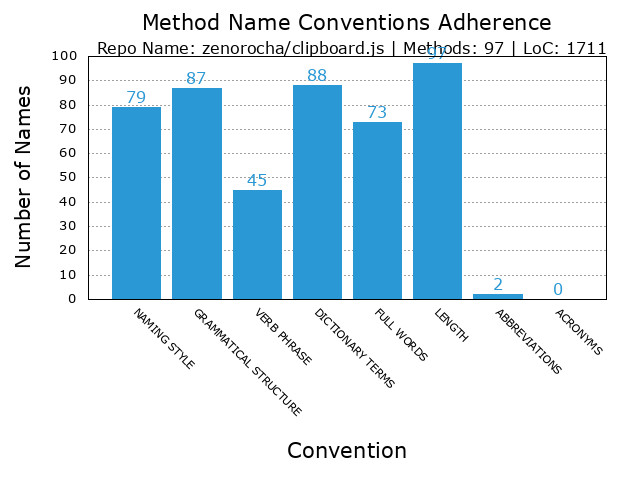 Method Name Conventions Adherence
Repo Name: zenorocha/clipboard.js | Methods: 97 | LoC: 1711
Number of Names
100
90
80
70
60
50
40
30
20
10
0
79
87
45
88
73
97
2
0
NAMING STYLE
GRAMMATICAL STRUCTURE
VERB PHRASE
DICTIONARY TERMS
FULL WORDS
LENGTH
ABBREVIATIONS
ACRONYMS
Convention